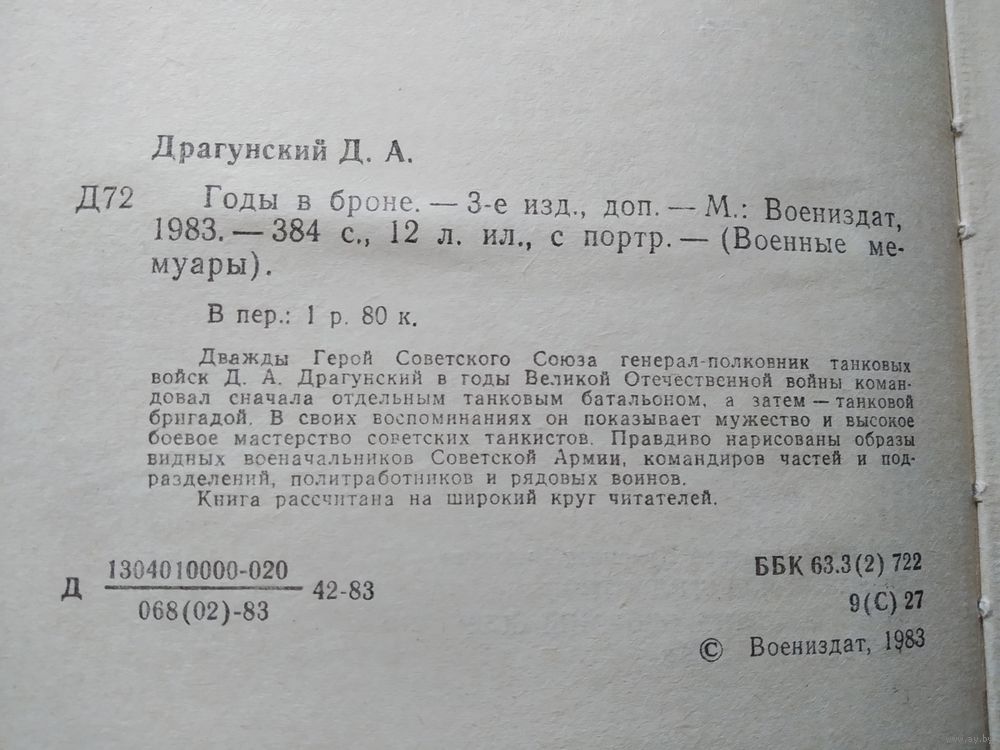 Драгунский Д. А.
Д72 Годы в броне. — 3-е изд., доп. — М.: Воениздат,
1983. — 384 с., 12 л. ил., с портр. — (Военные ме-
муары).
В пер.: 1 р. 80 к.
Дважды Герой Советского Союза генерал-полковник танковых
войск Д. А. Драгунский в годы Великой Отечественной войны коман-
довал сначала отдельным танковым батальоном, а затем — танковой
бригадой. В своих воспоминаниях он показывает мужество и высокое
боевое мастерство советских танкистов. Правдиво нарисованы образы
видных военачальников Советской Армии, командиров частей и под-
разделений, политработников и рядовых воинов.
Книга рассчитана на широкий круг читателей.
Д 1304010000-020
068(02)-83 42-83
ББК 63.3(2) 722
9(С) 27
© Воениздат, 1983
www.ay.by